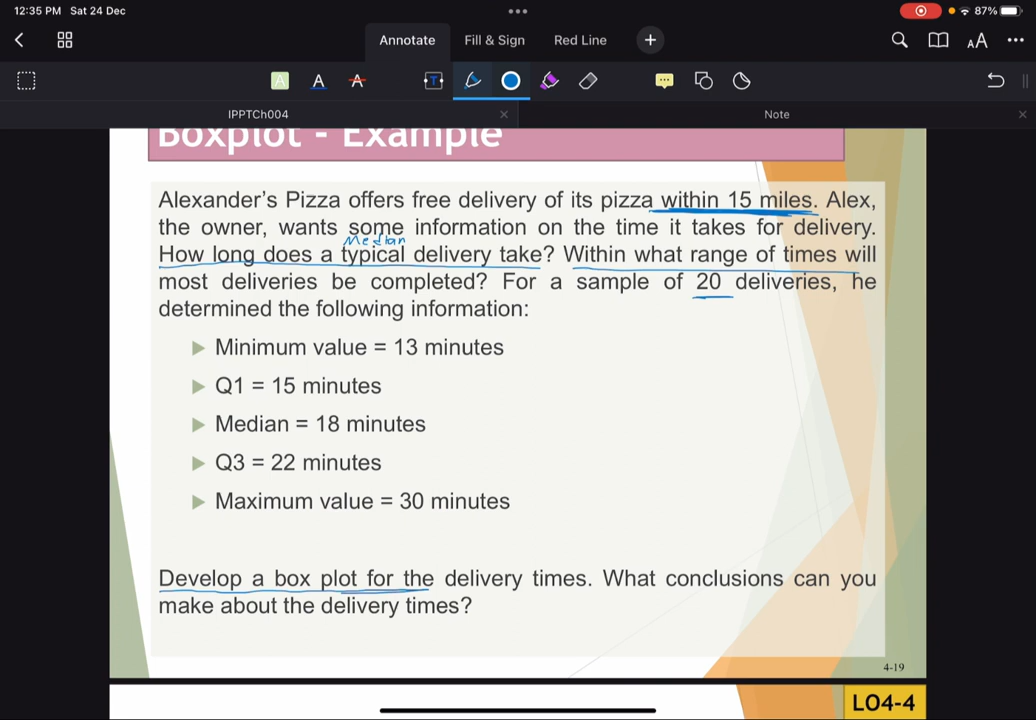 12:35 PM Sat 24 Dec
87%
Annotate
Fill & Sign
Red Line
AA
A
A
A
T
IPPTCh004
Note
Boxplot - Example
Alexander's Pizza offers free delivery of its pizza within 15 miles. Alex,
the owner, wants some information on the time it takes for delivery.
Median
How long does a typical delivery take? Within what range of times will
most deliveries be completed? For a sample of 20 deliveries, he
determined the following information:
Minimum value = 13 minutes
Q1 = 15 minutes
Median = 18 minutes
Q3 = 22 minutes
Maximum value = 30 minutes
Develop a box plot for the delivery times. What conclusions can you
make about the delivery times?
4-19
LO4-4